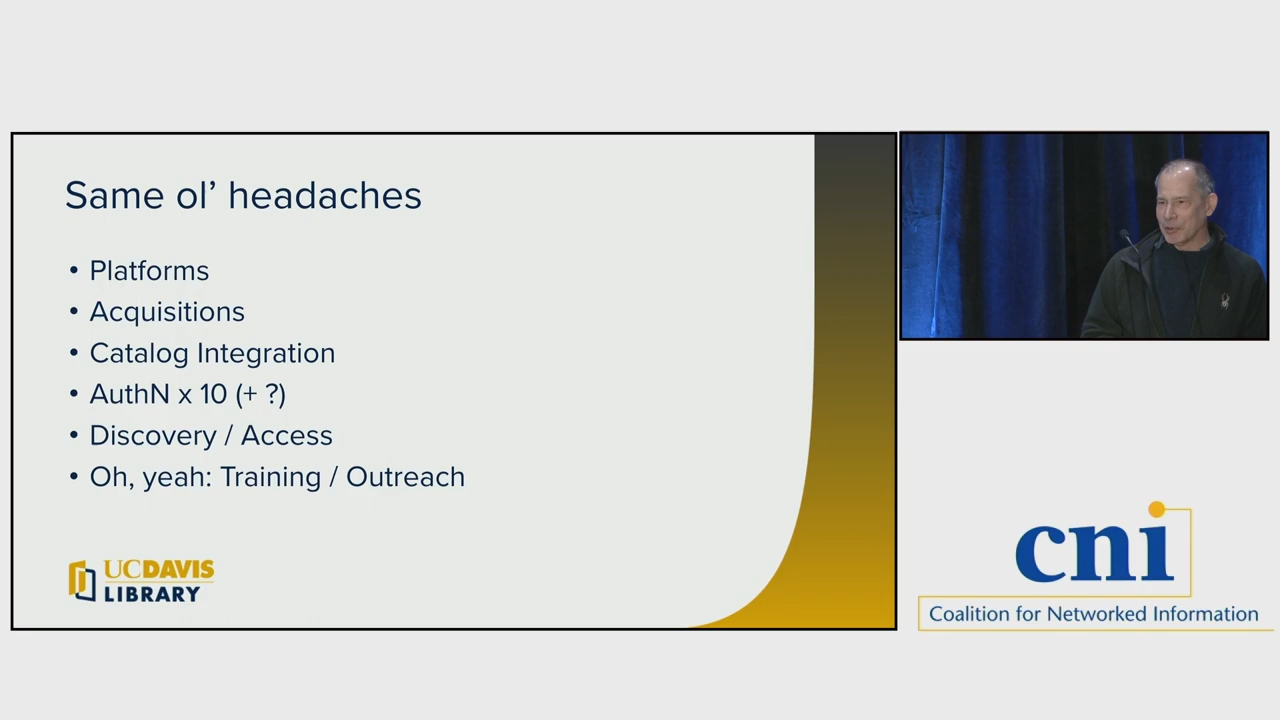 Same ol’ headaches
• Platforms
• Acquisitions
• Catalog Integration
• AuthN x 10 (+ ?)
• Discovery / Access
• Oh, yeah: Training / Outreach
UCDAVIS
LIBRARY
cni
Coalition for Networked Information